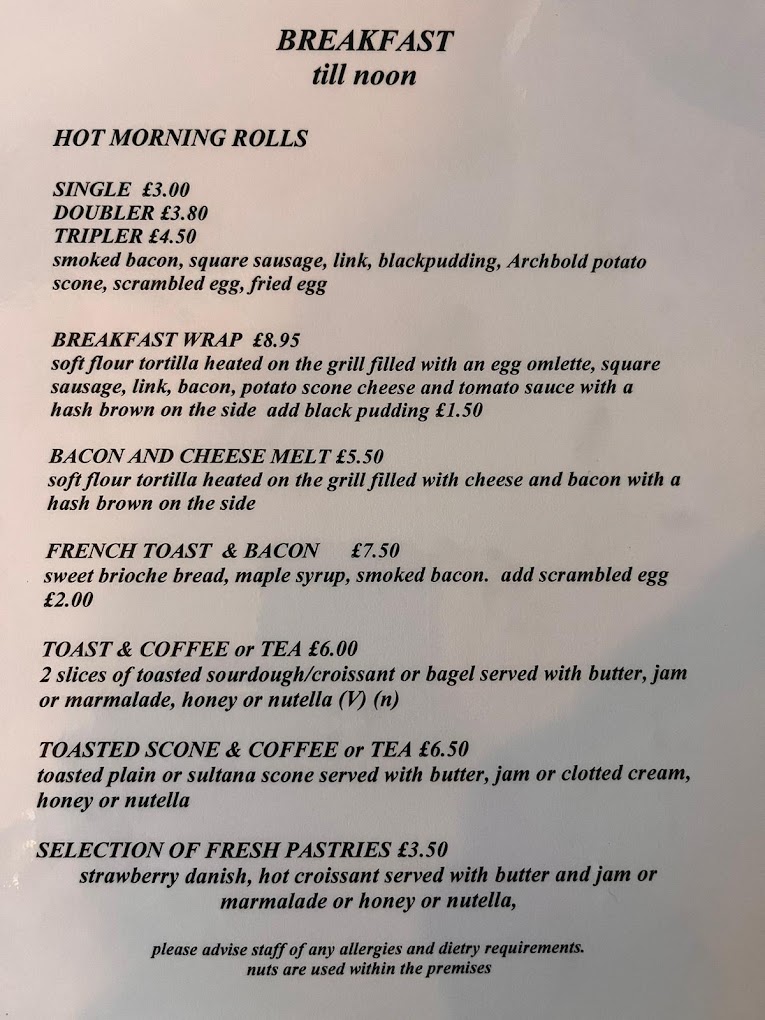 BREAKFAST
till noon
HOT MORNING ROLLS
SINGLE £3.00
DOUBLER £3.80
TRIPLER £4.50
smoked bacon, square sausage, link, blackpudding, Archbold potato
scone, scrambled egg, fried egg
BREAKFAST WRAP £8.95
soft flour tortilla heated on the grill filled with an egg omlette, square
sausage, link, bacon, potato scone cheese and tomato sauce with a
hash brown on the side add black pudding £1.50
BACON AND CHEESE MELT £5.50
soft flour tortilla heated on the grill filled with cheese and bacon with a
hash brown on the side
FRENCH TOAST & BACON £7.50
sweet brioche bread, maple syrup, smoked bacon. add scrambled egg
£2.00
TOAST & COFFEE or TEA £6.00
2 slices of toasted sourdough/croissant or bagel served with butter, jam
or marmalade, honey or nutella (V) (n)
TOASTED SCONE & COFFEE or TEA £6.50
toasted plain or sultana scone served with butter, jam or clotted cream,
honey or nutella
SELECTION OF FRESH PASTRIES £3.50
strawberry danish, hot croissant served with butter and jam or
marmalade or honey or nutella,
please advise staff of any allergies and dietry requirements.
nuts are used within the premises